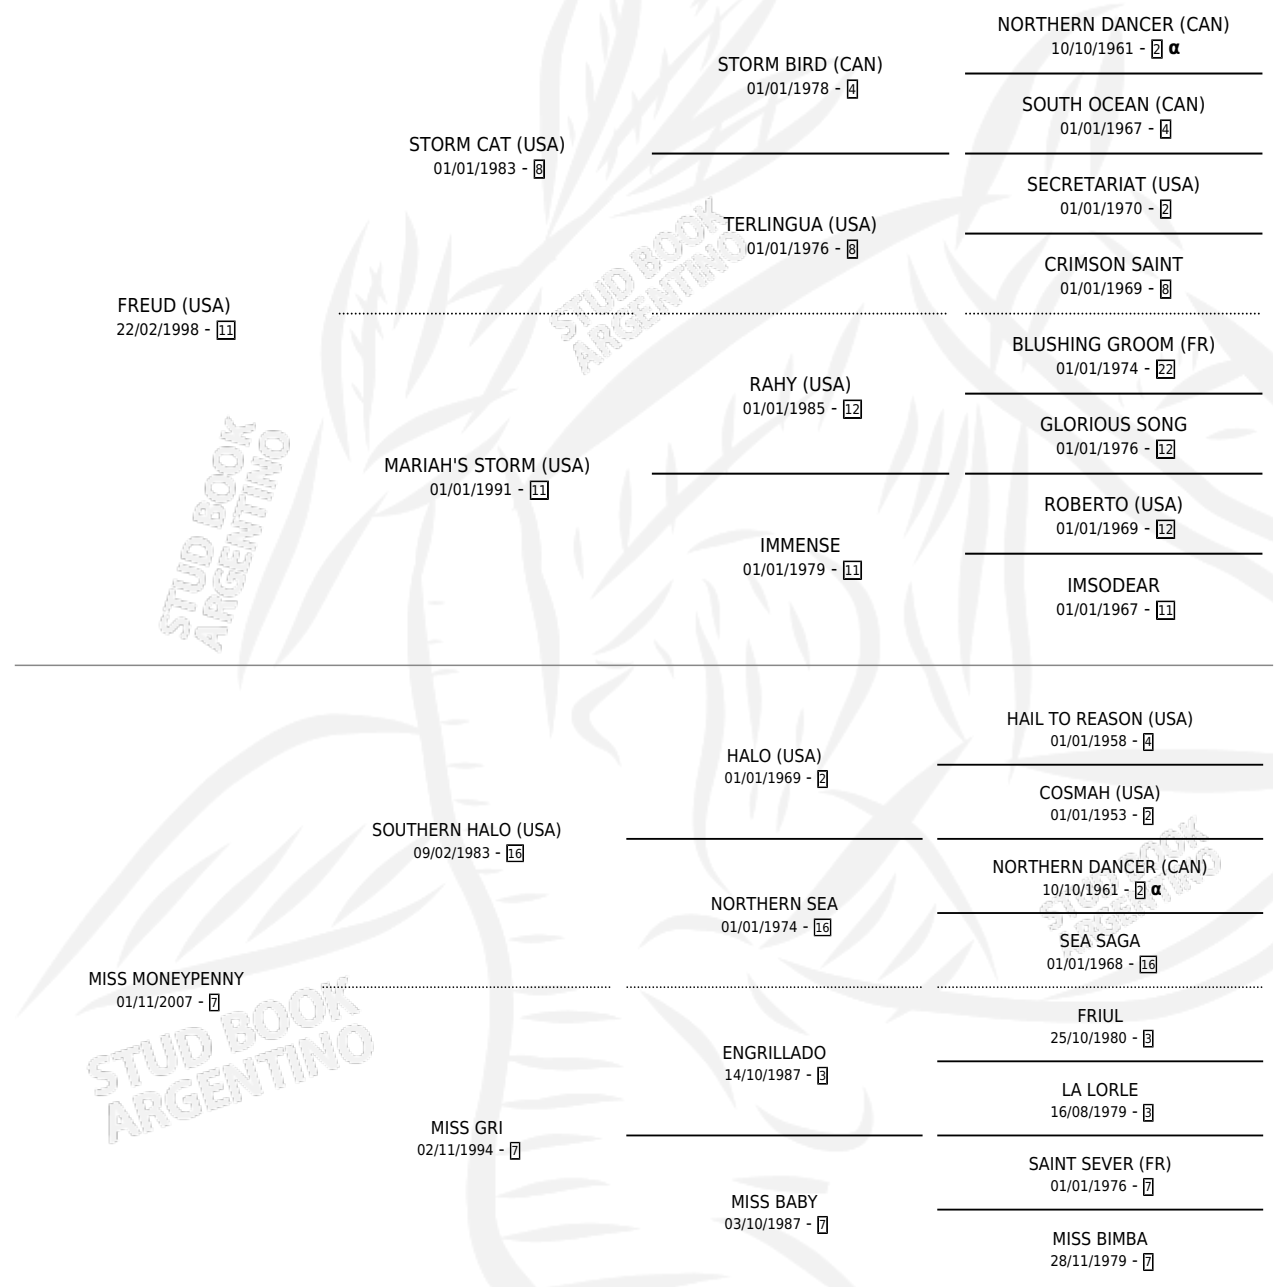 NORTHERN DANCER (CAN)
10/10/1961 - 2 α
STORM BIRD (CAN)
01/01/1978 - 4
SOUTH OCEAN (CAN)
01/01/1967 - 4
STORM CAT (USA)
01/01/1983 - 8
SECRETARIAT (USA)
01/01/1970 - 2
TERLINGUA (USA)
01/01/1976 - 8
CRIMSON SAINT
01/01/1969 - 8
FREUD (USA)
22/02/1998 - 11
BLUSHING GROOM (FR)
01/01/1974 - 22
RAHY (USA)
01/01/1985 - 12
GLORIOUS SONG
01/01/1976 - 12
MARIAH'S STORM (USA)
01/01/1991 - 11
ROBERTO (USA)
01/01/1969 - 12
IMMENSE
01/01/1979 - 11
IMSODEAR
01/01/1967 - 11
HAIL TO REASON (USA)
01/01/1958 - 4
HALO (USA)
01/01/1969 - 2
COSMAH (USA)
01/01/1953 - 2
SOUTHERN HALO (USA)
09/02/1983 - 16
NORTHERN DANCER (CAN)
10/10/1961 - 2 α
NORTHERN SEA
01/01/1974 - 16
SEA SAGA
01/01/1968 - 16
MISS MONEYPENNY
01/11/2007 - 7
FRIUL
25/10/1980 - 3
ENGRILLADO
14/10/1987 - 3
LA LORLE
16/08/1979 - 3
MISS GRI
02/11/1994 - 7
SAINT SEVER (FR)
01/01/1976 - 7
MISS BABY
03/10/1987 - 7
MISS BIMBA
28/11/1979 - 7
STUD BOOK
ARGENTINO
STUD BOOK
ARGENTINO
STUD BOOK
ARGENTINO
STUD BOOK
ARGENTINO